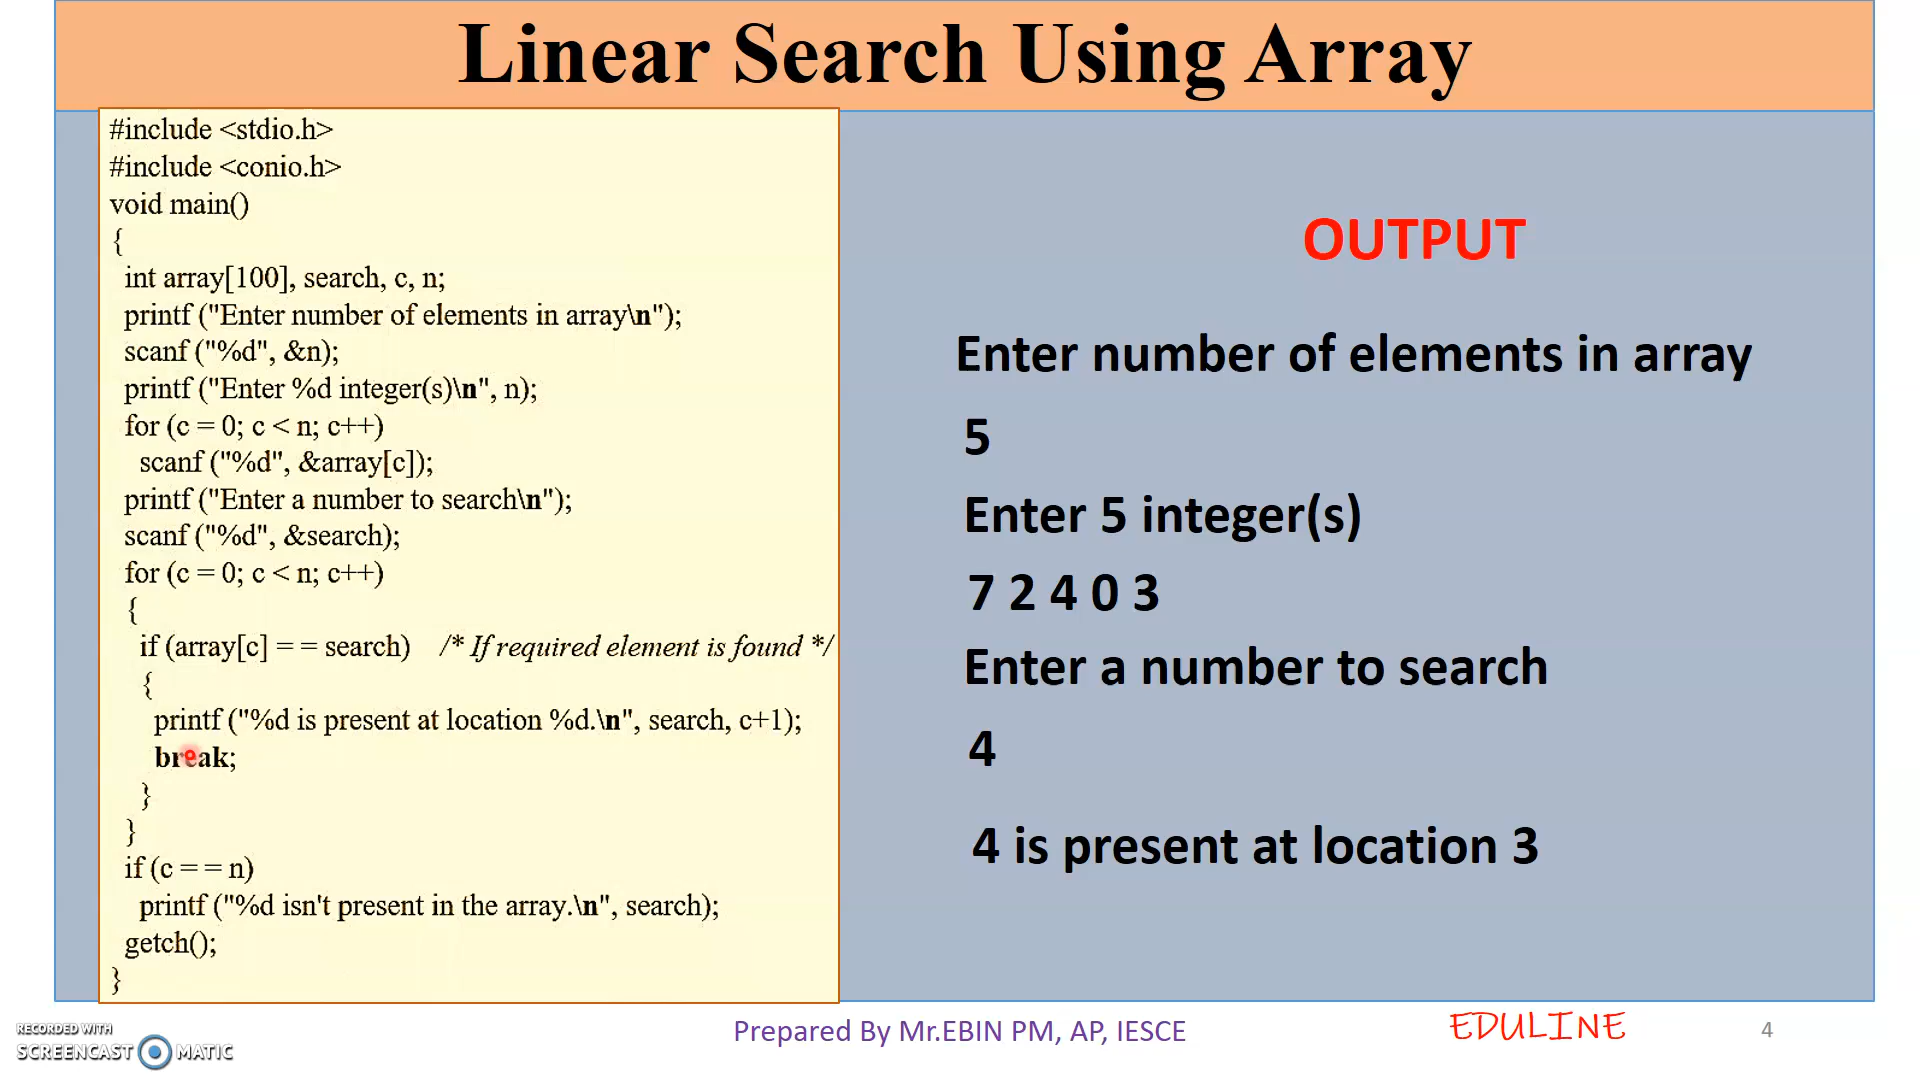 Linear Search Using Array
#include <stdio.h>
#include <conio.h>
void main()
{
int array[100], search, c, n;
printf ("Enter number of elements in array\n");
scanf ("%d", &n);
printf ("Enter %d integer(s)\n", n);
for (c = 0; c < n; c++)
scanf ("%d", &array[c]);
printf ("Enter a number to search\n");
scanf ("%d", &search);
for (c = 0; c < n; c++)
{
if (array[c] = = search) /* If required element is found */
{
printf ("%d is present at location %d.\n", search, c+1);
break;
}
}
if (c = = n)
printf ("%d isn't present in the array.\n", search);
getch();
}
OUTPUT
Enter number of elements in array
5
Enter 5 integer(s)
7 2 4 0 3
Enter a number to search
4
4 is present at location 3
RECORDED WITH
SCREENCAST MATIC
Prepared By Mr.EBIN PM, AP, IESCE
EDULINE
4